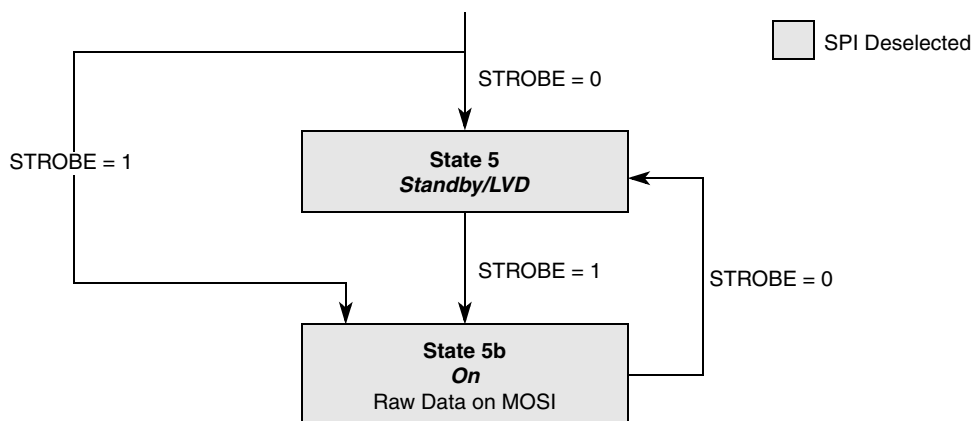 SPI Deselected
STROBE = 0
State 5
Standby/LVD
STROBE = 1
STROBE = 1
STROBE = 0
State 5b
On
Raw Data on MOSI